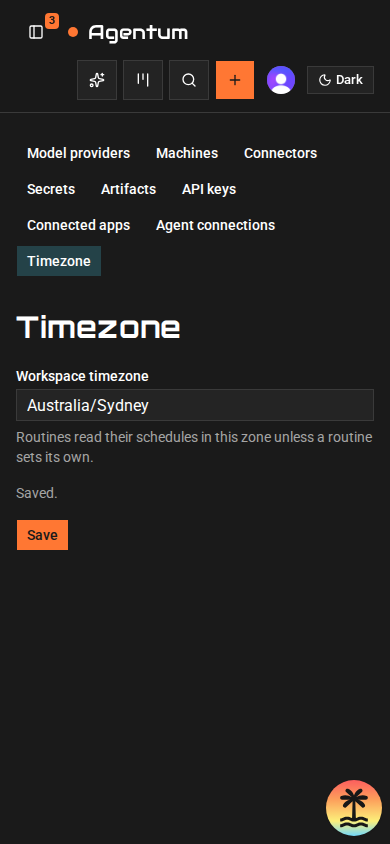 3
Agentum
Dark
Model providers Machines Connectors
Secrets Artifacts API keys
Connected apps Agent connections
Timezone
Timezone
Workspace timezone
Australia/Sydney
Routines read their schedules in this zone unless a routine
sets its own.
Saved.
Save